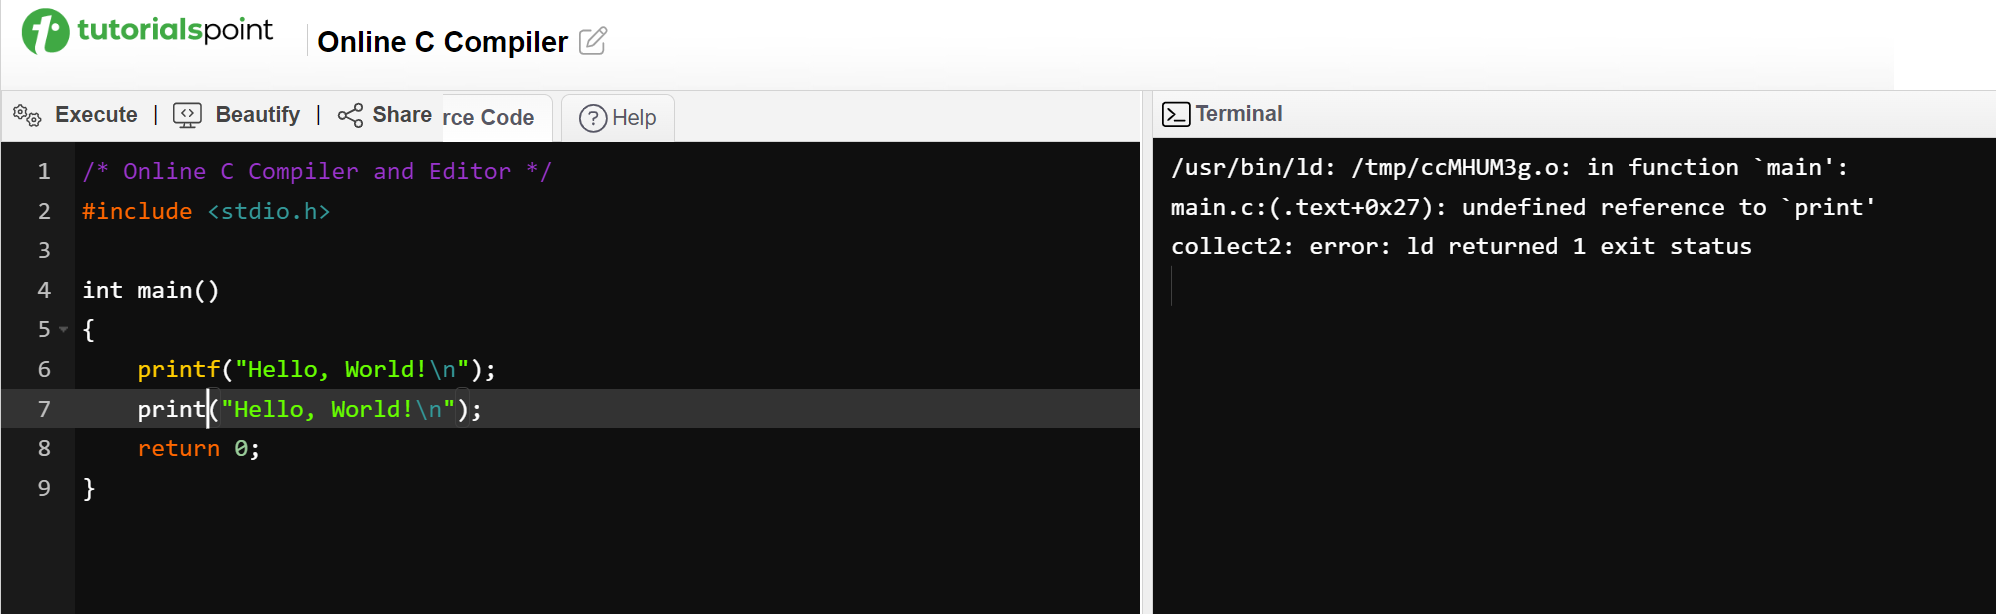 tutorialspoint
Online C Compiler
Execute | Beautify | Share rce Code Help
1 /* Online C Compiler and Editor */
2 #include <stdio.h>
3
4 int main()
5 {
6     printf("Hello, World!\n");
7     print("Hello, World!\n");
8     return 0;
9 }
Terminal
/usr/bin/ld: /tmp/ccMHUM3g.o: in function `main':
main.c:(.text+0x27): undefined reference to `print'
collect2: error: ld returned 1 exit status